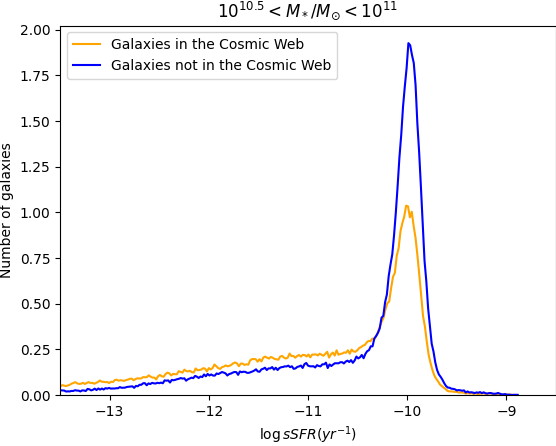 10^{10.5} < M_*/M_⊙ < 10^{11}
Galaxies in the Cosmic Web
Galaxies not in the Cosmic Web
Number of galaxies
2.00
1.75
1.50
1.25
1.00
0.75
0.50
0.25
0.00
−13 −12 −11 −10 −9
log sSFR(yr^{−1})